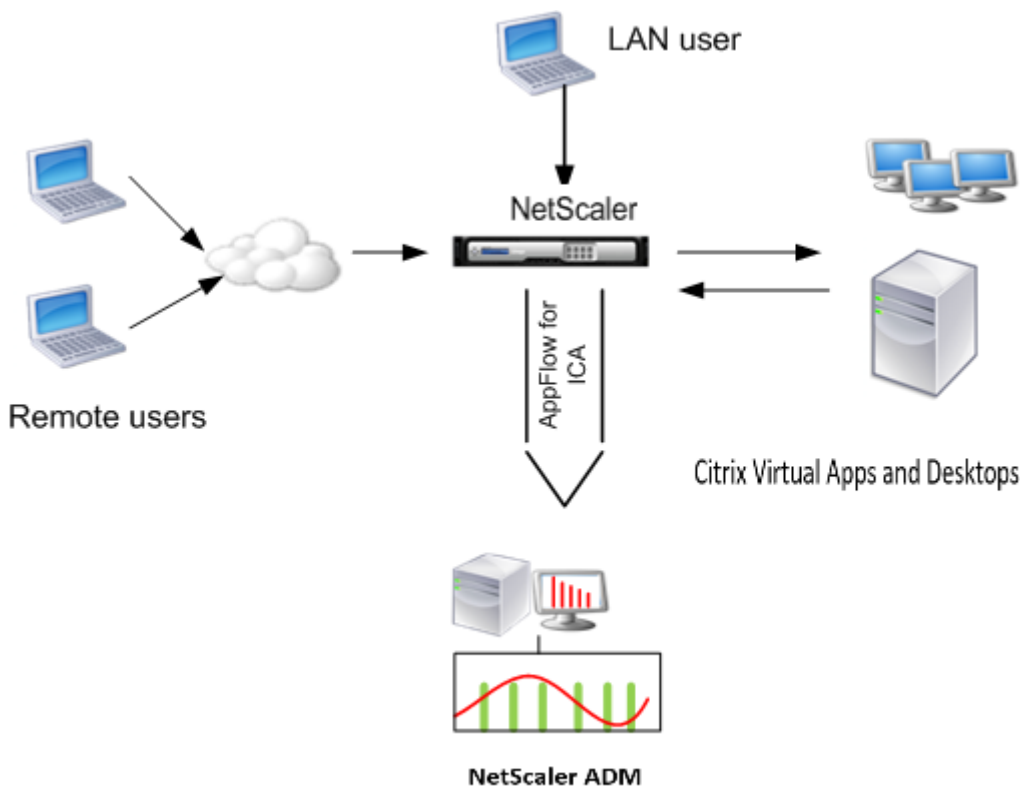 LAN user
NetScaler
Remote users
AppFlow for
ICA
Citrix Virtual Apps and Desktops
NetScaler ADM